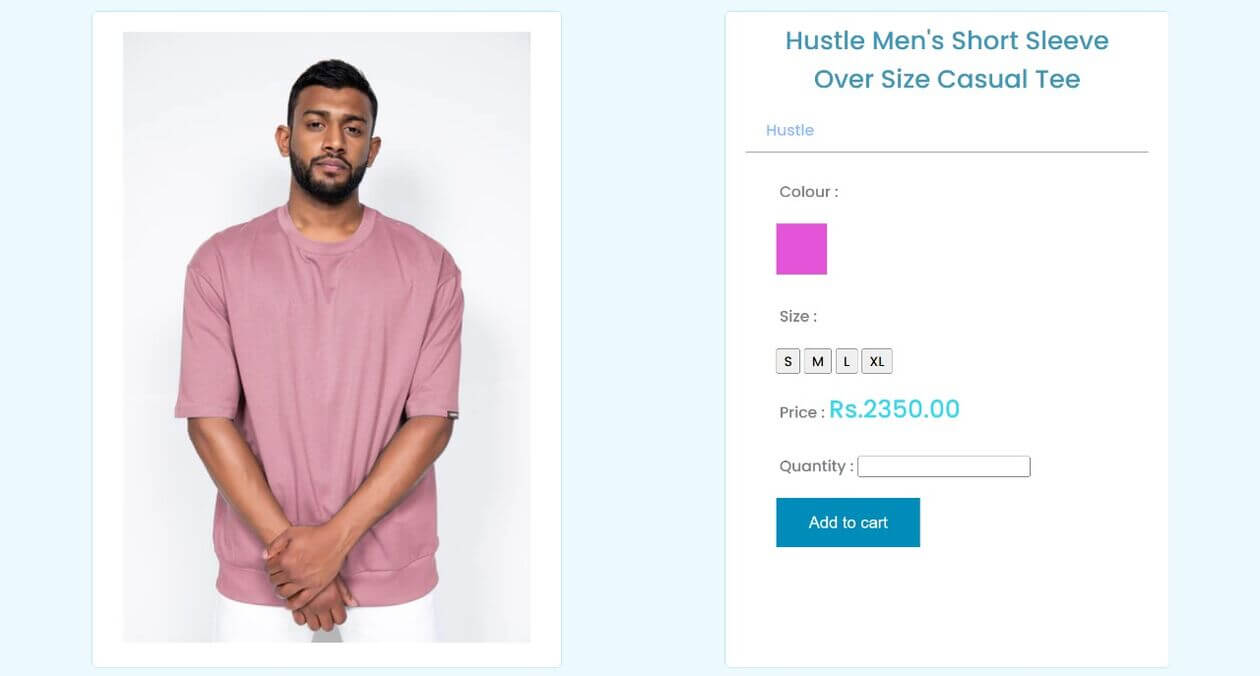 Hustle Men's Short Sleeve
Over Size Casual Tee
Hustle
Colour :
Size :
S M L XL
Price : Rs.2350.00
Quantity :
Add to cart